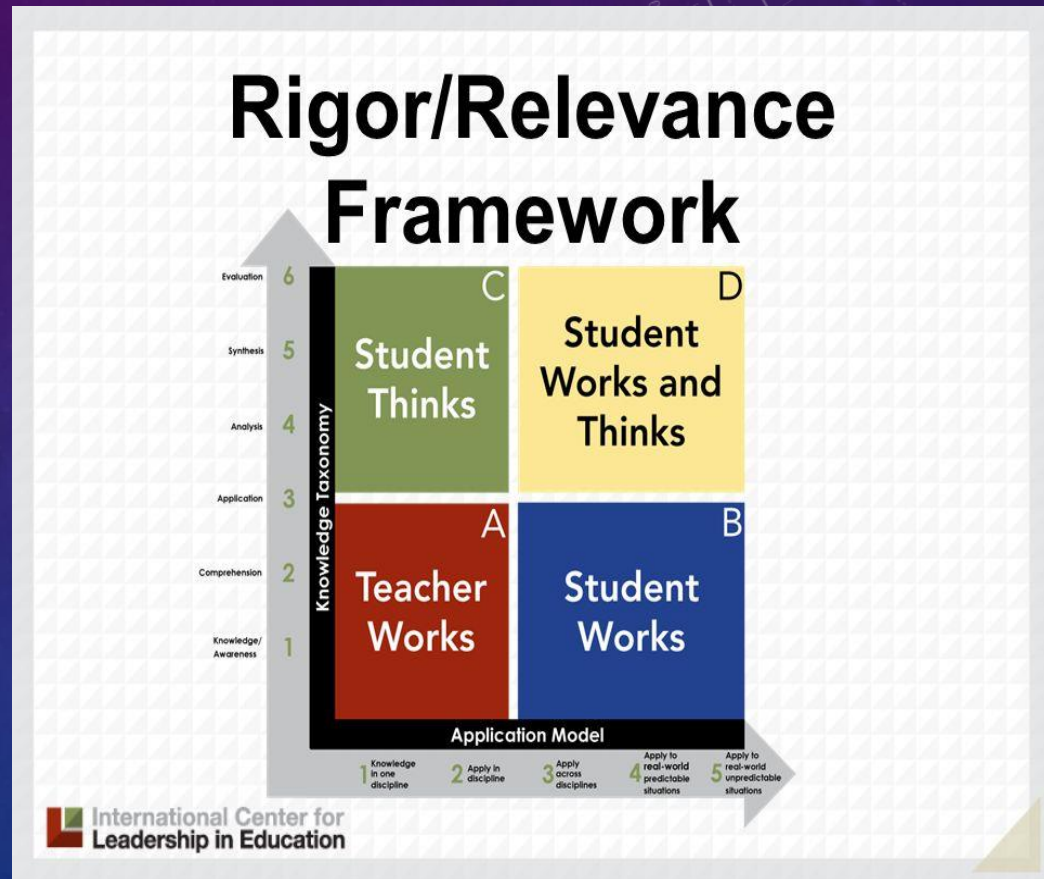 Rigor/Relevance
Framework
Evaluation 6
Synthesis 5
Analysis 4
Application 3
Comprehension 2
Knowledge/
Awareness 1
Knowledge Taxonomy
C
Student
Thinks
D
Student
Works and
Thinks
A
Teacher
Works
B
Student
Works
Application Model
1 Knowledge
in one
discipline
2 Apply in
discipline
3 Apply
across
disciplines
4 Apply to
real-world
predictable
situations
5 Apply to
real-world
unpredictable
situations
International Center for
Leadership in Education